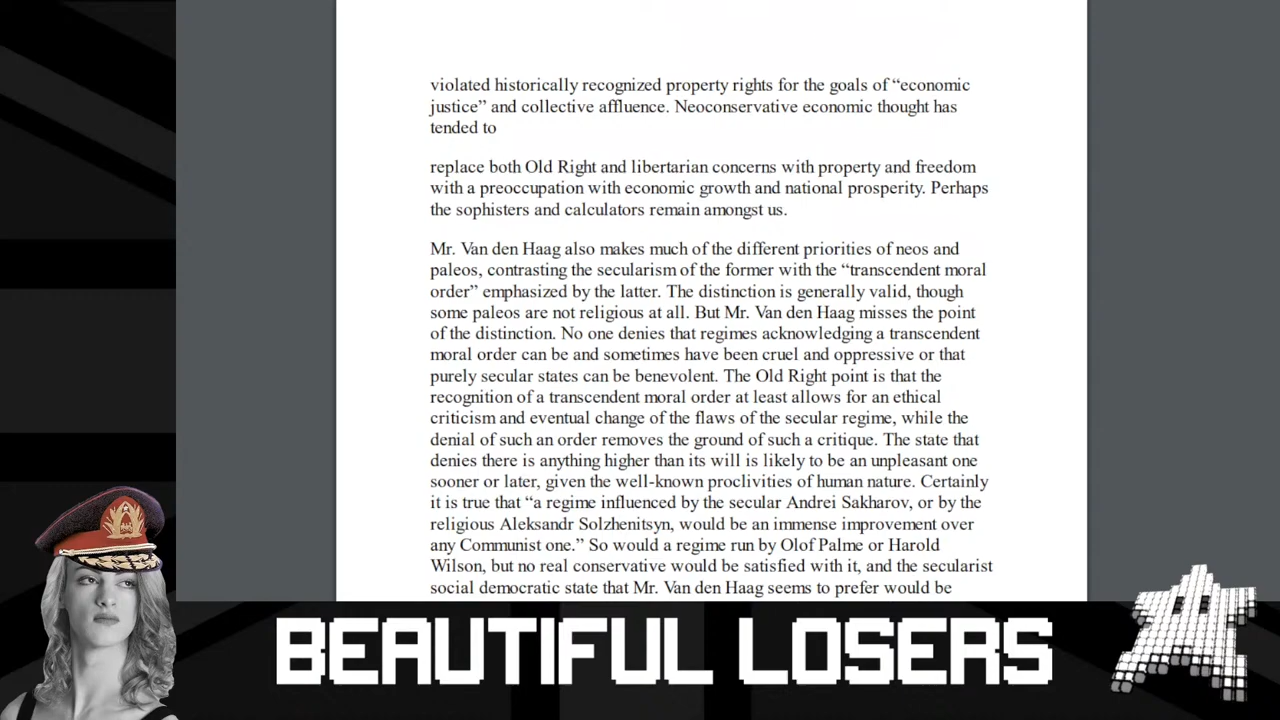 violated historically recognized property rights for the goals of “economic
justice” and collective affluence. Neoconservative economic thought has
tended to
replace both Old Right and libertarian concerns with property and freedom
with a preoccupation with economic growth and national prosperity. Perhaps
the sophisters and calculators remain amongst us.
Mr. Van den Haag also makes much of the different priorities of neos and
paleos, contrasting the secularism of the former with the “transcendent moral
order” emphasized by the latter. The distinction is generally valid, though
some paleos are not religious at all. But Mr. Van den Haag misses the point
of the distinction. No one denies that regimes acknowledging a transcendent
moral order can be and sometimes have been cruel and oppressive or that
purely secular states can be benevolent. The Old Right point is that the
recognition of a transcendent moral order at least allows for an ethical
criticism and eventual change of the flaws of the secular regime, while the
denial of such an order removes the ground of such a critique. The state that
denies there is anything higher than its will is likely to be an unpleasant one
sooner or later, given the well-known proclivities of human nature. Certainly
it is true that “a regime influenced by the secular Andrei Sakharov, or by the
religious Aleksandr Solzhenitsyn, would be an immense improvement over
any Communist one.” So would a regime run by Olof Palme or Harold
Wilson, but no real conservative would be satisfied with it, and the secularist
social democratic state that Mr. Van den Haag seems to prefer would be
BEAUTIFUL LOSERS